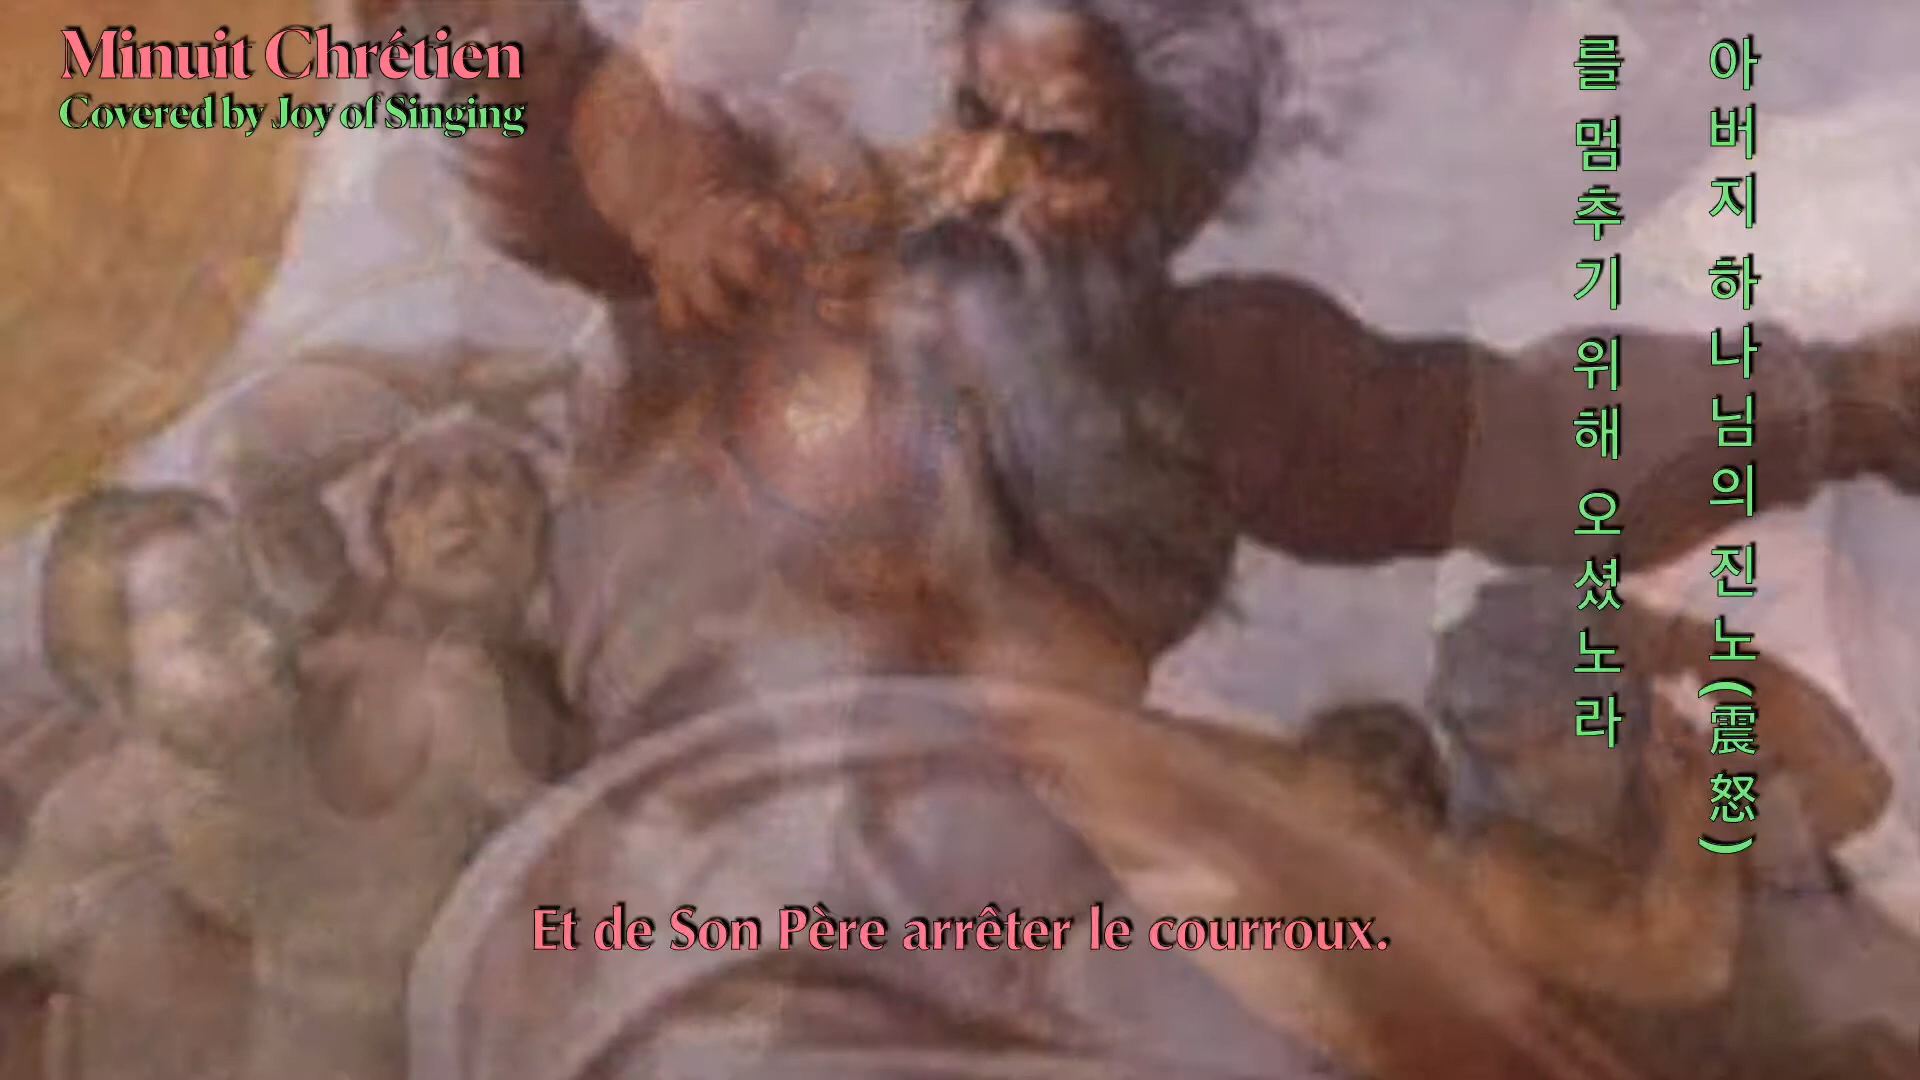 Minuit Chrétien
Covered by Joy of Singing
아버지 하나님의 진노(震怒)
를 멈추기 위해 오셨노라
Et de Son Père arrêter le courroux.